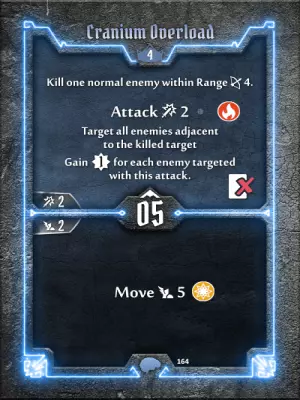 Cranium Overload
4
Kill one normal enemy within Range 4.
Attack 2
Target all enemies adjacent
to the killed target
Gain 1 for each enemy targeted
with this attack.
2
05
2
Move 5
164